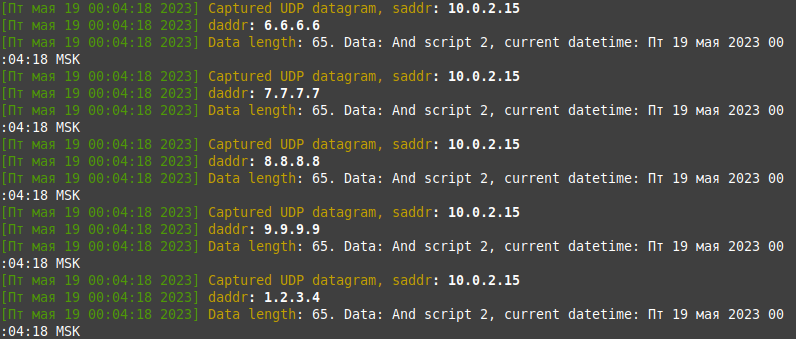 [Пт мая 19 00:04:18 2023] Captured UDP datagram, saddr: 10.0.2.15
[Пт мая 19 00:04:18 2023] daddr: 6.6.6.6
[Пт мая 19 00:04:18 2023] Data length: 65. Data: And script 2, current datetime: Пт 19 мая 2023 00
:04:18 MSK
[Пт мая 19 00:04:18 2023] Captured UDP datagram, saddr: 10.0.2.15
[Пт мая 19 00:04:18 2023] daddr: 7.7.7.7
[Пт мая 19 00:04:18 2023] Data length: 65. Data: And script 2, current datetime: Пт 19 мая 2023 00
:04:18 MSK
[Пт мая 19 00:04:18 2023] Captured UDP datagram, saddr: 10.0.2.15
[Пт мая 19 00:04:18 2023] daddr: 8.8.8.8
[Пт мая 19 00:04:18 2023] Data length: 65. Data: And script 2, current datetime: Пт 19 мая 2023 00
:04:18 MSK
[Пт мая 19 00:04:18 2023] Captured UDP datagram, saddr: 10.0.2.15
[Пт мая 19 00:04:18 2023] daddr: 9.9.9.9
[Пт мая 19 00:04:18 2023] Data length: 65. Data: And script 2, current datetime: Пт 19 мая 2023 00
:04:18 MSK
[Пт мая 19 00:04:18 2023] Captured UDP datagram, saddr: 10.0.2.15
[Пт мая 19 00:04:18 2023] daddr: 1.2.3.4
[Пт мая 19 00:04:18 2023] Data length: 65. Data: And script 2, current datetime: Пт 19 мая 2023 00
:04:18 MSK